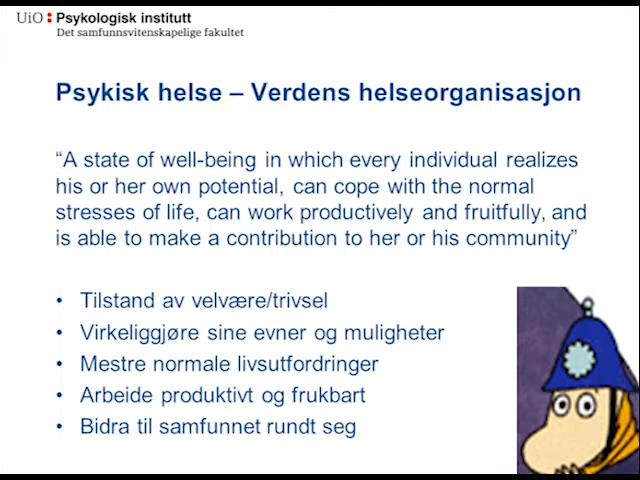 UiO Psykologisk institutt
Det samfunnsvitenskapelige fakultet
Psykisk helse – Verdens helseorganisasjon
“A state of well-being in which every individual realizes
his or her own potential, can cope with the normal
stresses of life, can work productively and fruitfully, and
is able to make a contribution to her or his community”
• Tilstand av velvære/trivsel
• Virkeliggjøre sine evner og muligheter
• Mestre normale livsutfordringer
• Arbeide produktivt og frukbart
• Bidra til samfunnet rundt seg